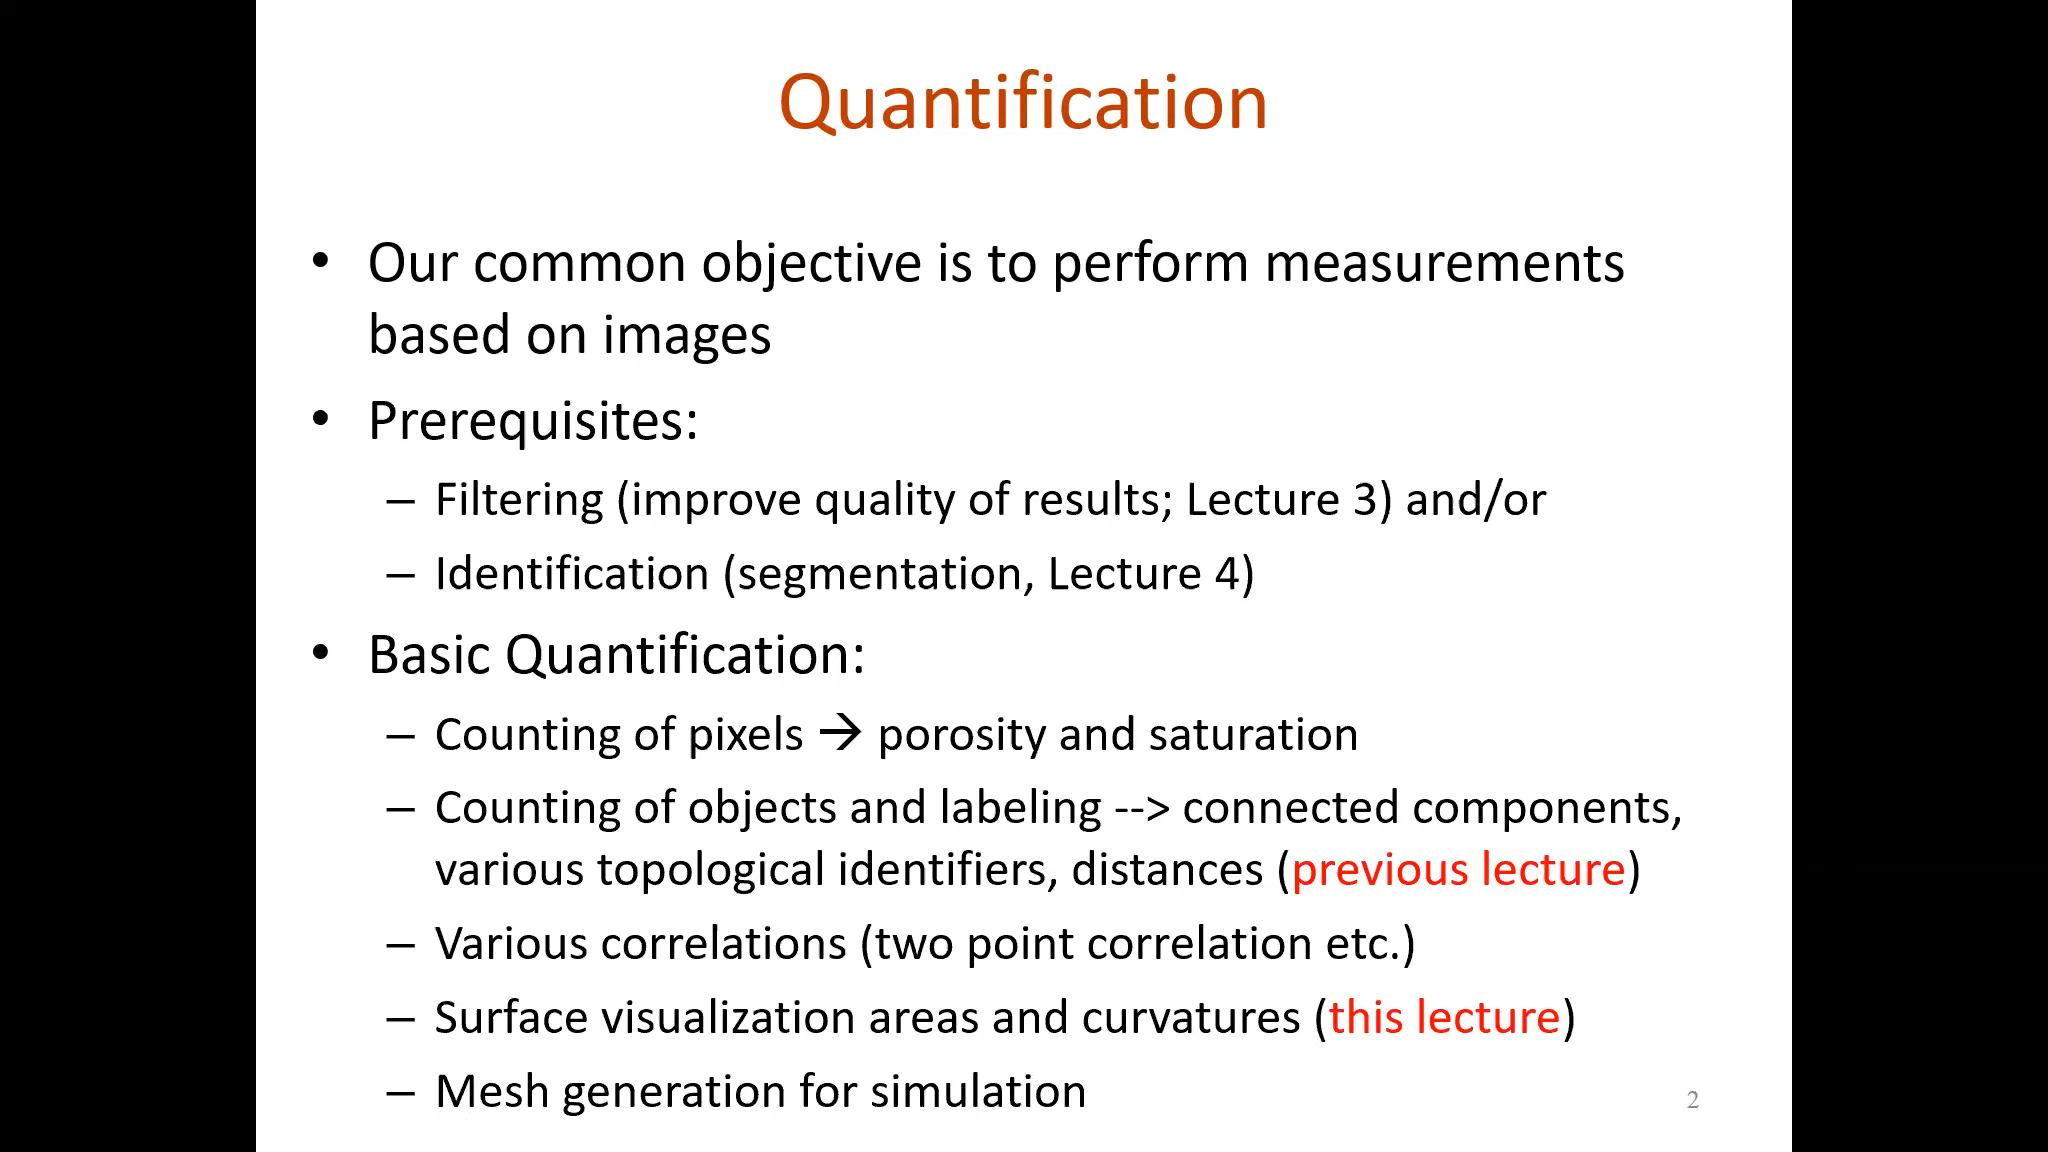 Quantification
• Our common objective is to perform measurements
based on images
• Prerequisites:
– Filtering (improve quality of results; Lecture 3) and/or
– Identification (segmentation, Lecture 4)
• Basic Quantification:
– Counting of pixels → porosity and saturation
– Counting of objects and labeling --> connected components,
various topological identifiers, distances (previous lecture)
– Various correlations (two point correlation etc.)
– Surface visualization areas and curvatures (this lecture)
– Mesh generation for simulation
2